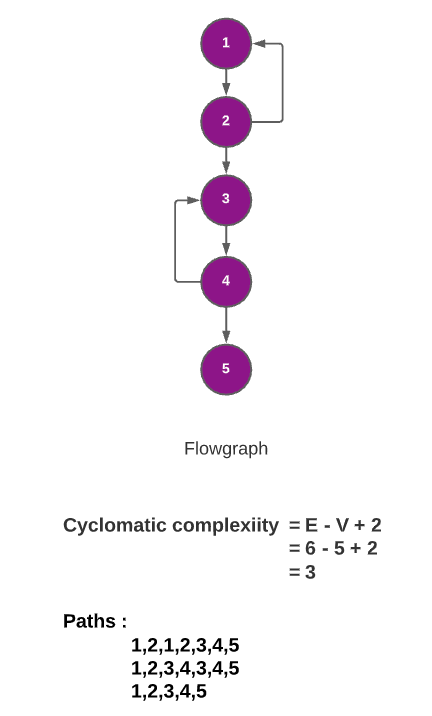 1
2
3
4
5
Flowgraph
Cyclomatic complexiity = E - V + 2
= 6 - 5 + 2
= 3
Paths :
1,2,1,2,3,4,5
1,2,3,4,3,4,5
1,2,3,4,5